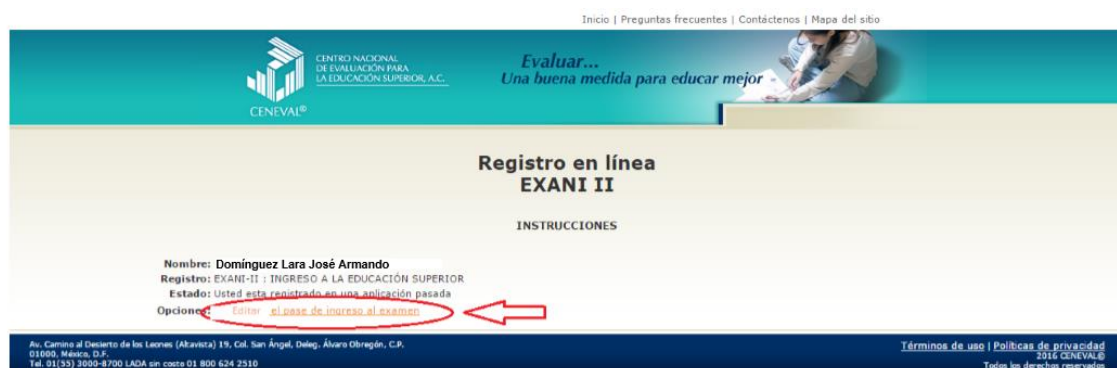 Inicio | Preguntas frecuentes | Contáctenos | Mapa del sitio
CENTRO NACIONAL
DE EVALUACIÓN PARA
LA EDUCACIÓN SUPERIOR, A.C.
CENEVAL®
Evaluar...
Una buena medida para educar mejor
Registro en línea
EXANI II
INSTRUCCIONES
Nombre: Domínguez Lara José Armando
Registro: EXANI-II : INGRESO A LA EDUCACIÓN SUPERIOR
Estado: Usted esta registrado en una aplicación pasada
Opciones: Editar el pase de ingreso al examen
Av. Camino al Desierto de los Leones (Altavista) 19, Col. San Ángel, Deleg. Álvaro Obregón, C.P.
01000, México, D.F.
Tel. 01(55) 3000-8700 LADA sin costo 01 800 624 2510
Términos de uso | Políticas de privacidad
2016 CENEVAL®
Todos los derechos reservados